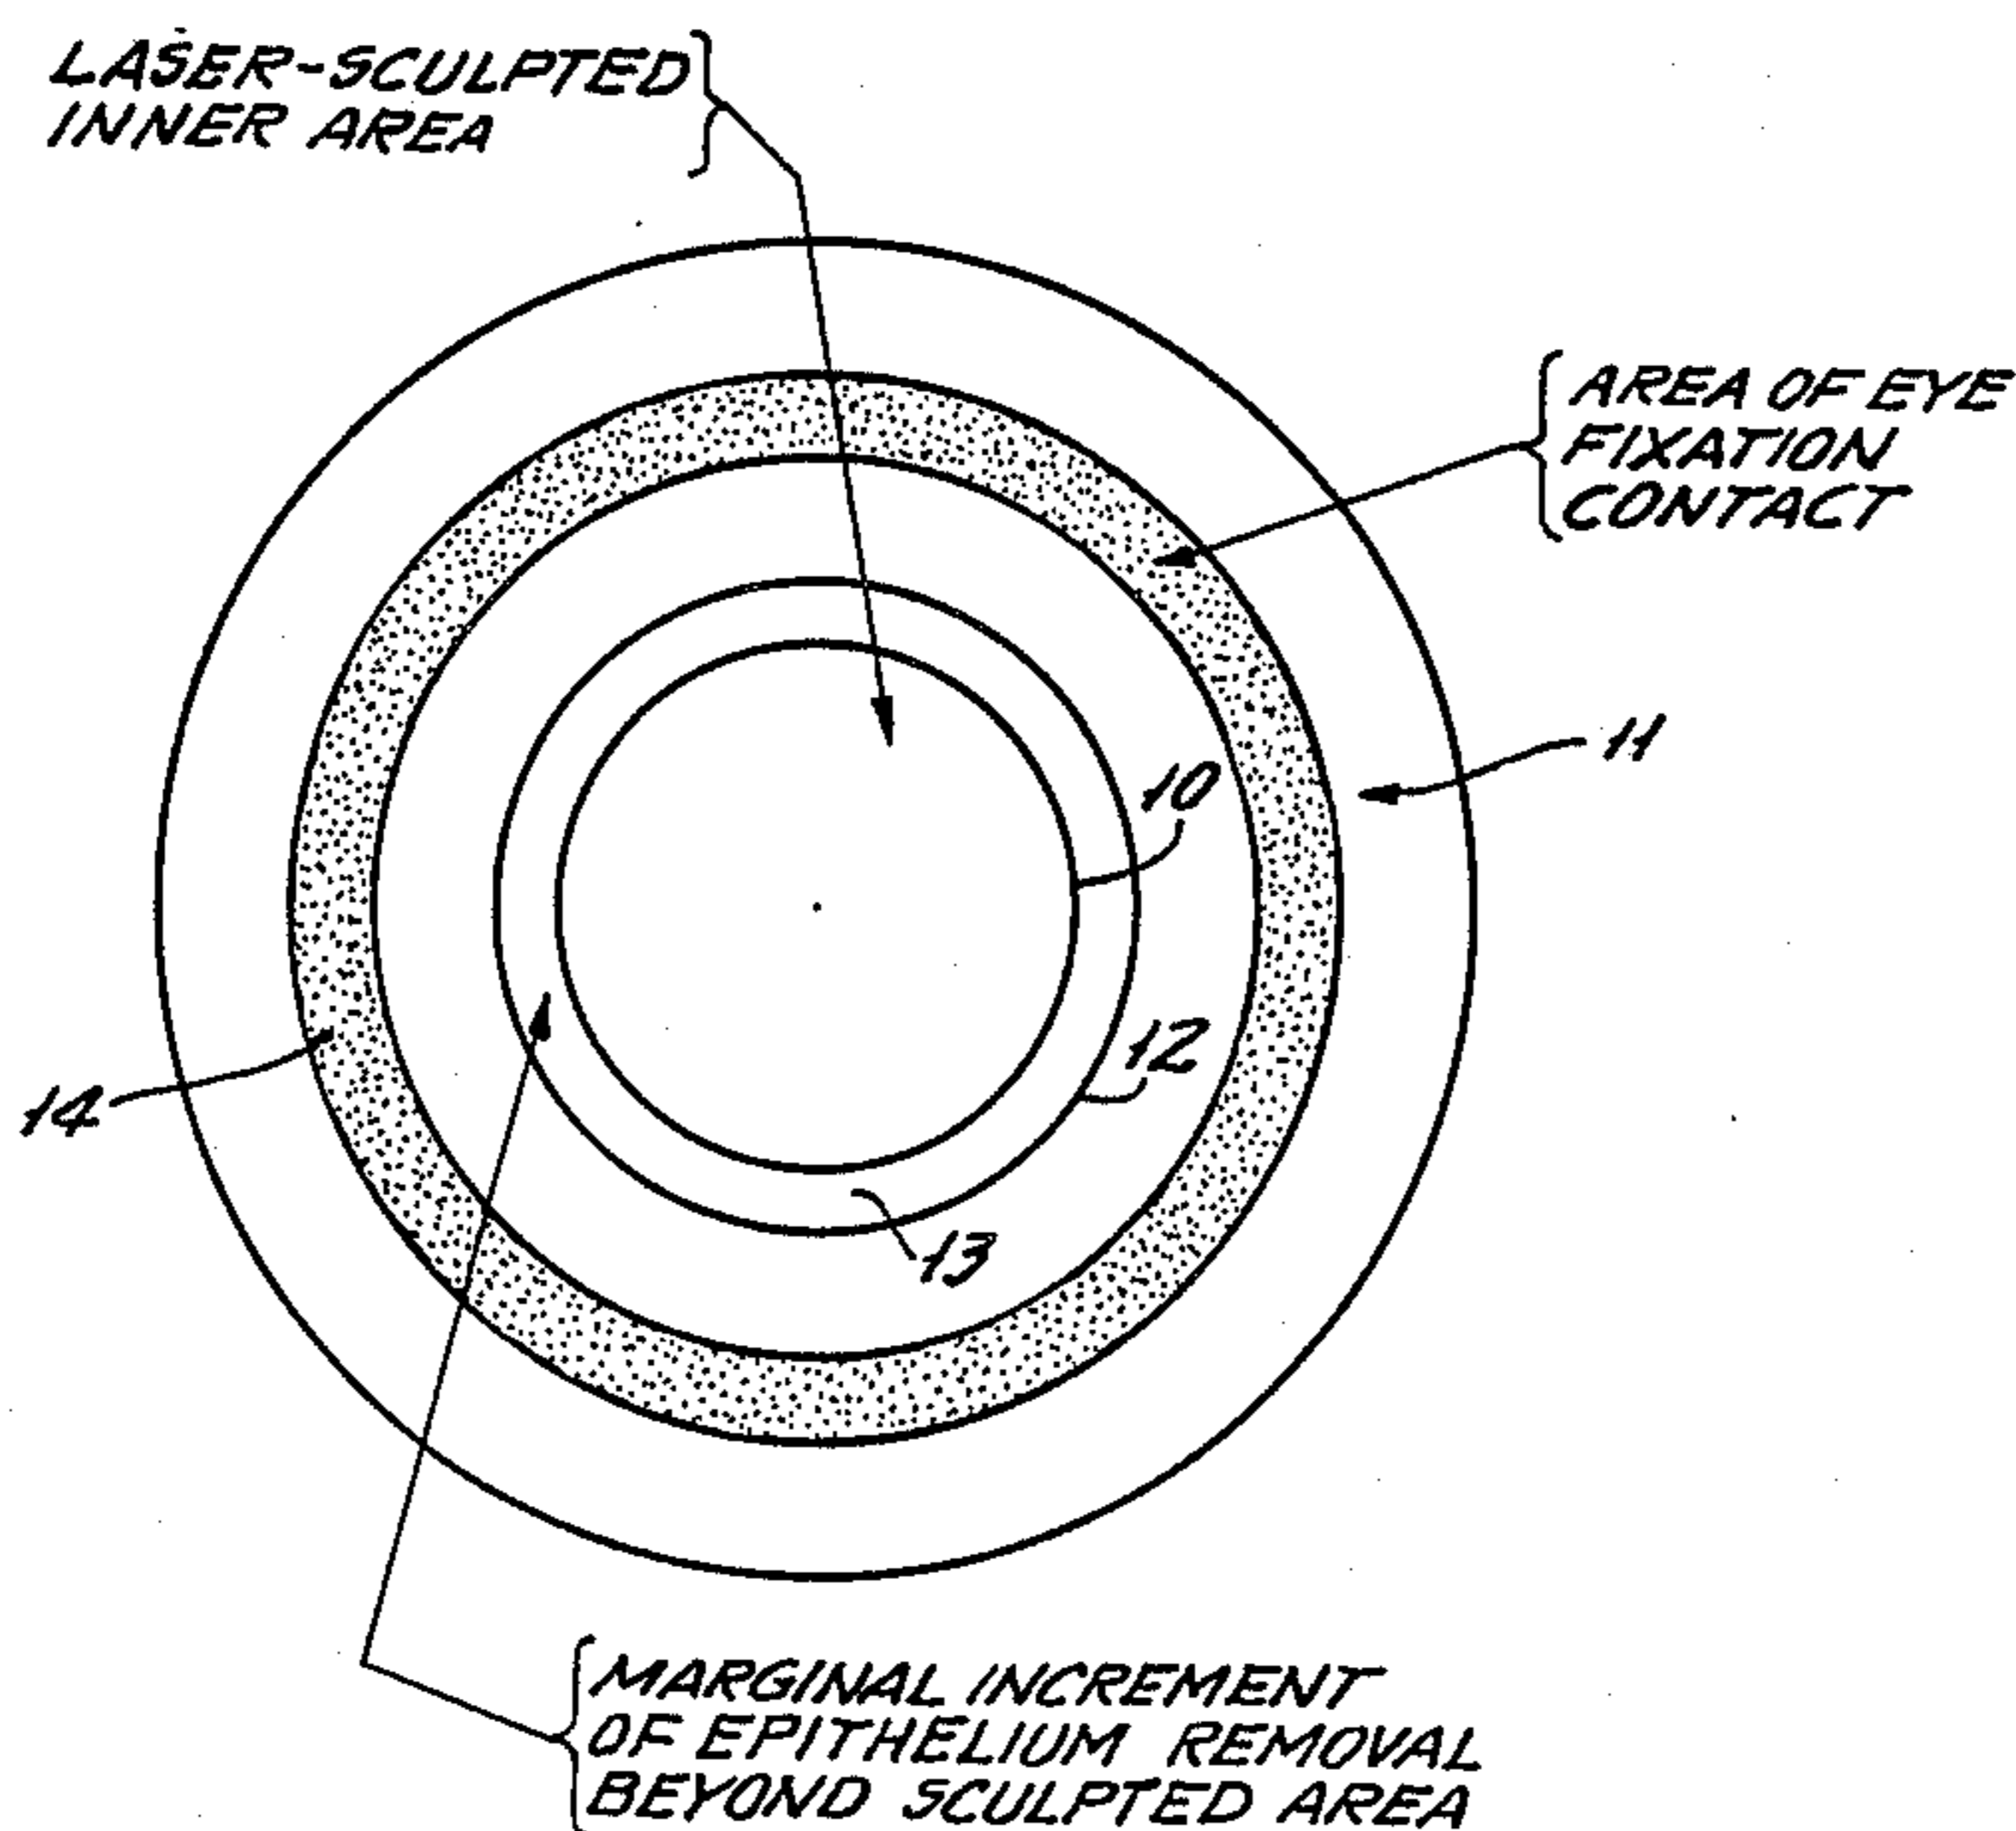 LASER-SCULPTED
INNER AREA
AREA OF EYE
FIXATION
CONTACT
11
10
12
14
13
MARGINAL INCREMENT
OF EPITHELIUM REMOVAL
BEYOND SCULPTED AREA